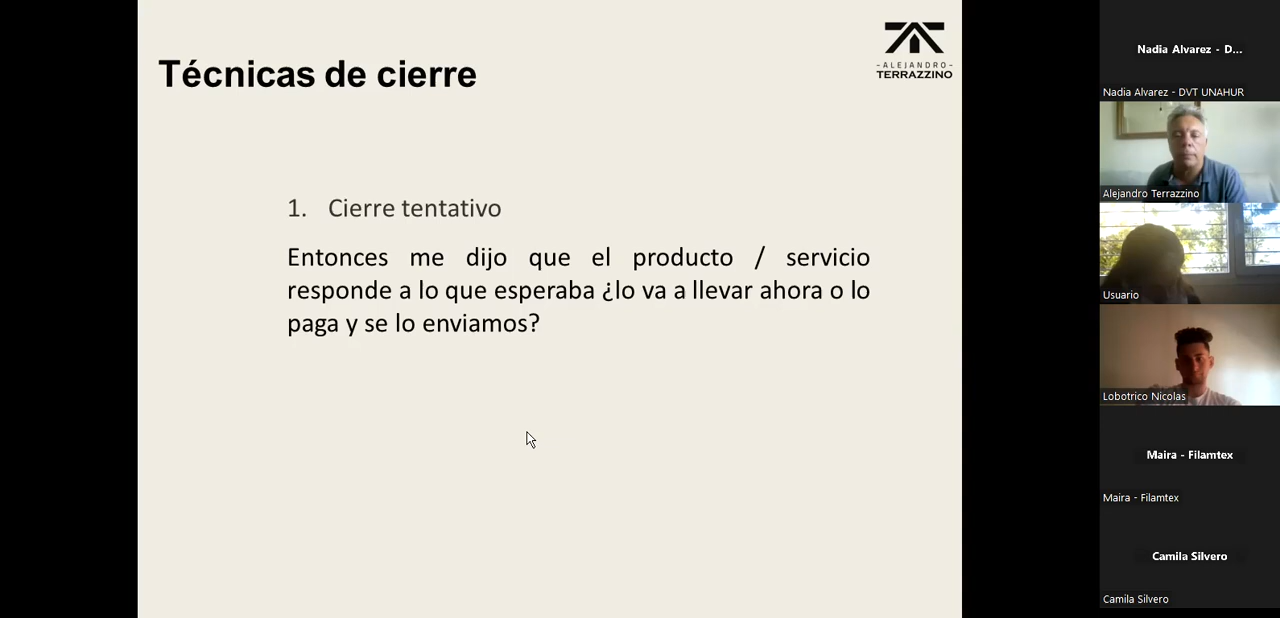 Técnicas de cierre
-ALEJANDRO-
TERRAZZINO
1. Cierre tentativo
Entonces me dijo que el producto / servicio
responde a lo que esperaba ¿lo va a llevar ahora o lo
paga y se lo enviamos?
Nadia Alvarez - D...
Nadia Alvarez - DVT UNAHUR
Alejandro Terrazzino
Usuario
Lobotrico Nicolas
Maira - Filamtex
Maira - Filamtex
Camila Silvero
Camila Silvero